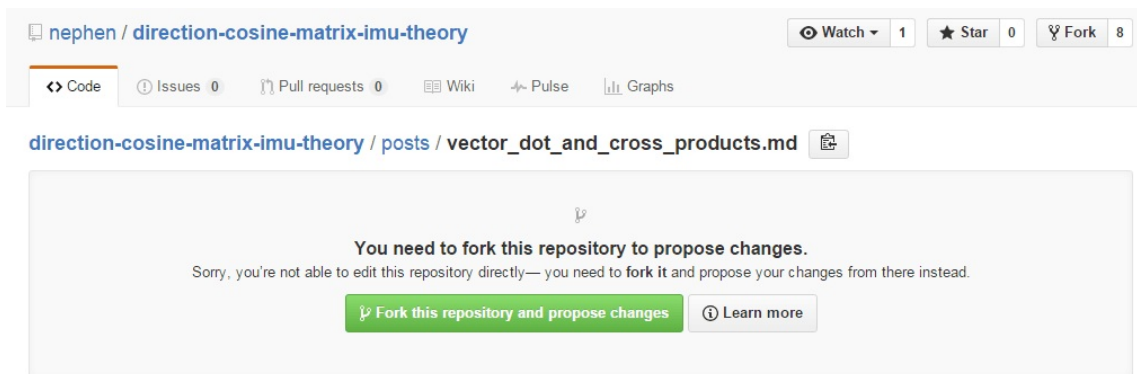 nephen / direction-cosine-matrix-imu-theory
Watch 1 Star 0 Fork 8
Code Issues 0 Pull requests 0 Wiki Pulse Graphs
direction-cosine-matrix-imu-theory / posts / vector_dot_and_cross_products.md
You need to fork this repository to propose changes.
Sorry, you're not able to edit this repository directly— you need to fork it and propose your changes from there instead.
Fork this repository and propose changes Learn more